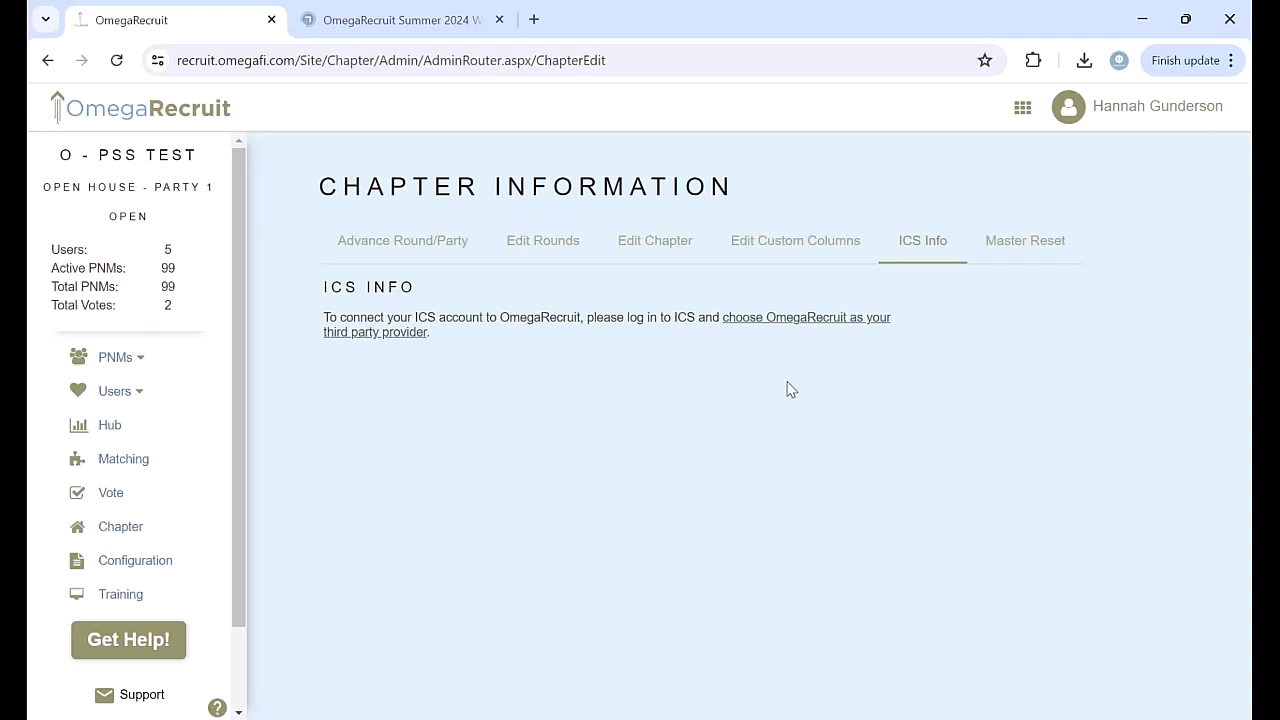 OmegaRecruit
OmegaRecruit Summer 2024 W
recruit.omegafi.com/Site/Chapter/Admin/AdminRouter.aspx/ChapterEdit
Finish update
OmegaRecruit
Hannah Gunderson
O - PSS TEST
OPEN HOUSE - PARTY 1
OPEN
Users: 5
Active PNMs: 99
Total PNMs: 99
Total Votes: 2
PNMs
Users
Hub
Matching
Vote
Chapter
Configuration
Training
Get Help!
Support
?
CHAPTER INFORMATION
Advance Round/Party Edit Rounds Edit Chapter Edit Custom Columns ICS Info Master Reset
ICS INFO
To connect your ICS account to OmegaRecruit, please log in to ICS and choose OmegaRecruit as your
third party provider.